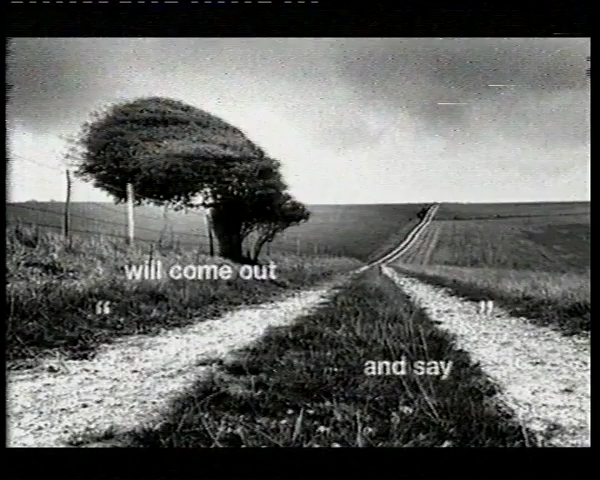 will come out
“ ”
and say